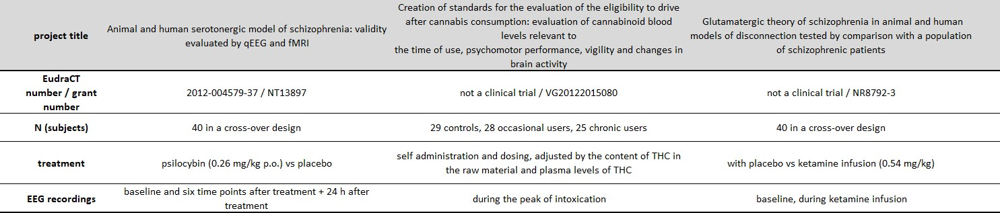 project title
Animal and human serotonergic model of schizophrenia: validity
evaluated by qEEG and fMRI
Creation of standards for the evaluation of the eligibility to drive
after cannabis consumption: evaluation of cannabinoid blood
levels relevant to
the time of use, psychomotor performance, vigility and changes in
brain activity
Glutamatergic theory of schizophrenia in animal and human
models of disconnection tested by comparison with a population
of schizophrenic patients
EudraCT
number / grant
number
2012-004579-37 / NT13897
not a clinical trial / VG20122015080
not a clinical trial / NR8792-3
N (subjects)
40 in a cross-over design
29 controls, 28 occasional users, 25 chronic users
40 in a cross-over design
treatment
psilocybin (0.26 mg/kg p.o.) vs placebo
self administration and dosing, adjusted by the content of THC in
the raw material and plasma levels of THC
with placebo vs ketamine infusion (0.54 mg/kg)
EEG recordings
baseline and six time points after treatment + 24 h after
treatment
during the peak of intoxication
baseline, during ketamine infusion